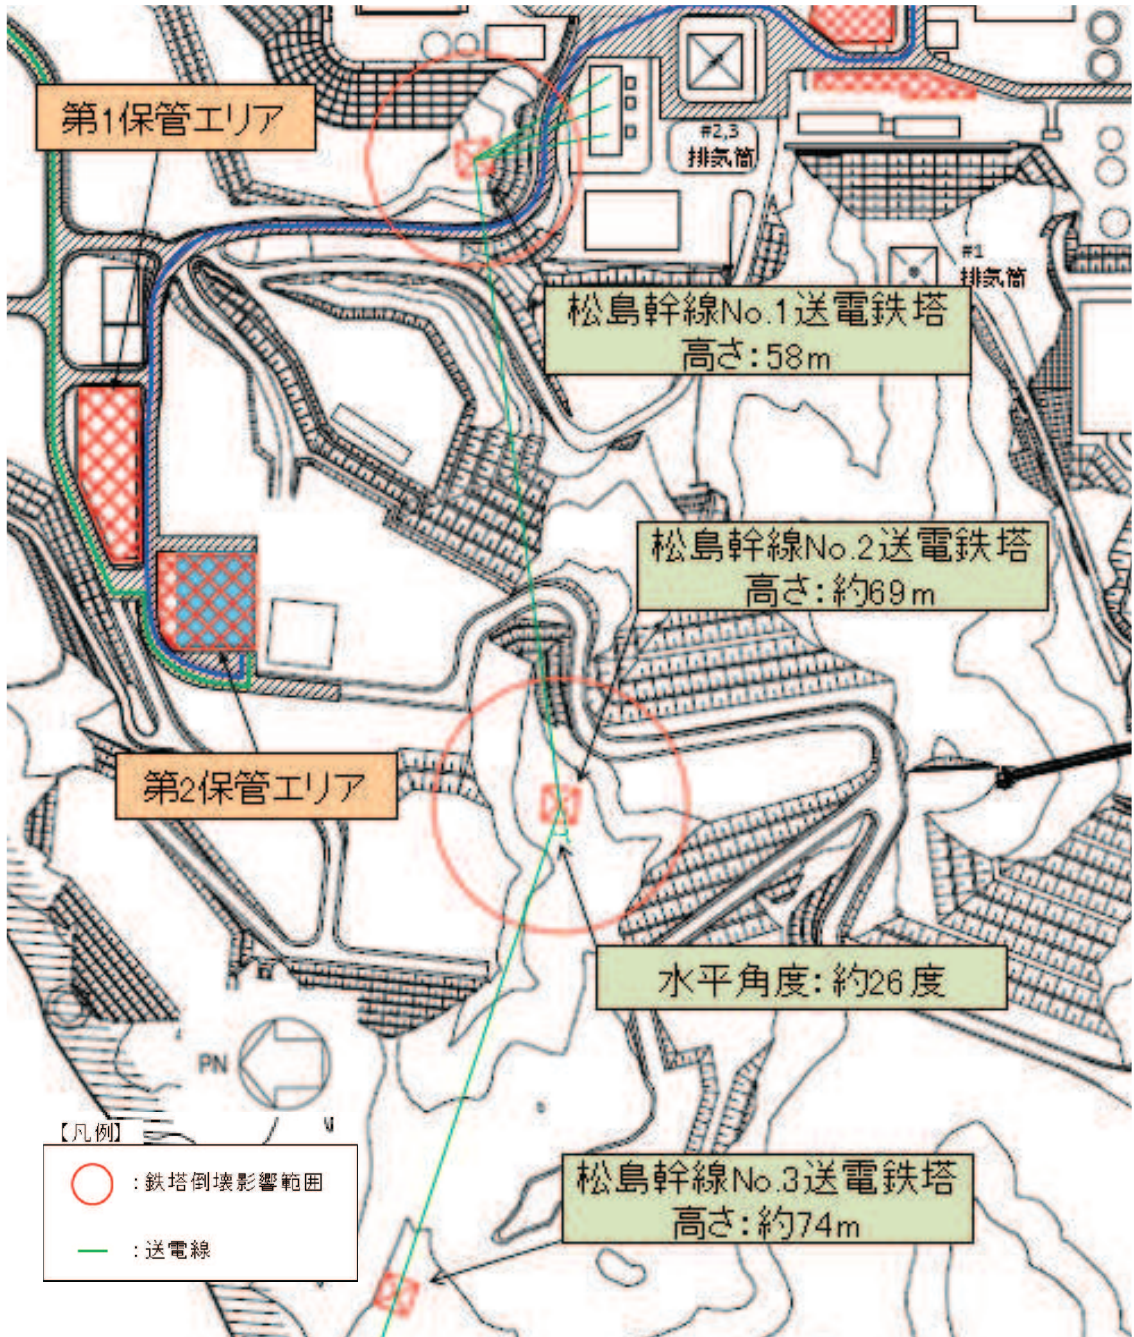 第1保管エリア
#2,3
排気筒
#1
排気筒
松島幹線No.1送電鉄塔
高さ:58m
松島幹線No.2送電鉄塔
高さ:約69m
第2保管エリア
水平角度:約26度
PN
【凡例】
:鉄塔倒壊影響範囲
:送電線
松島幹線No.3送電鉄塔
高さ:約74m